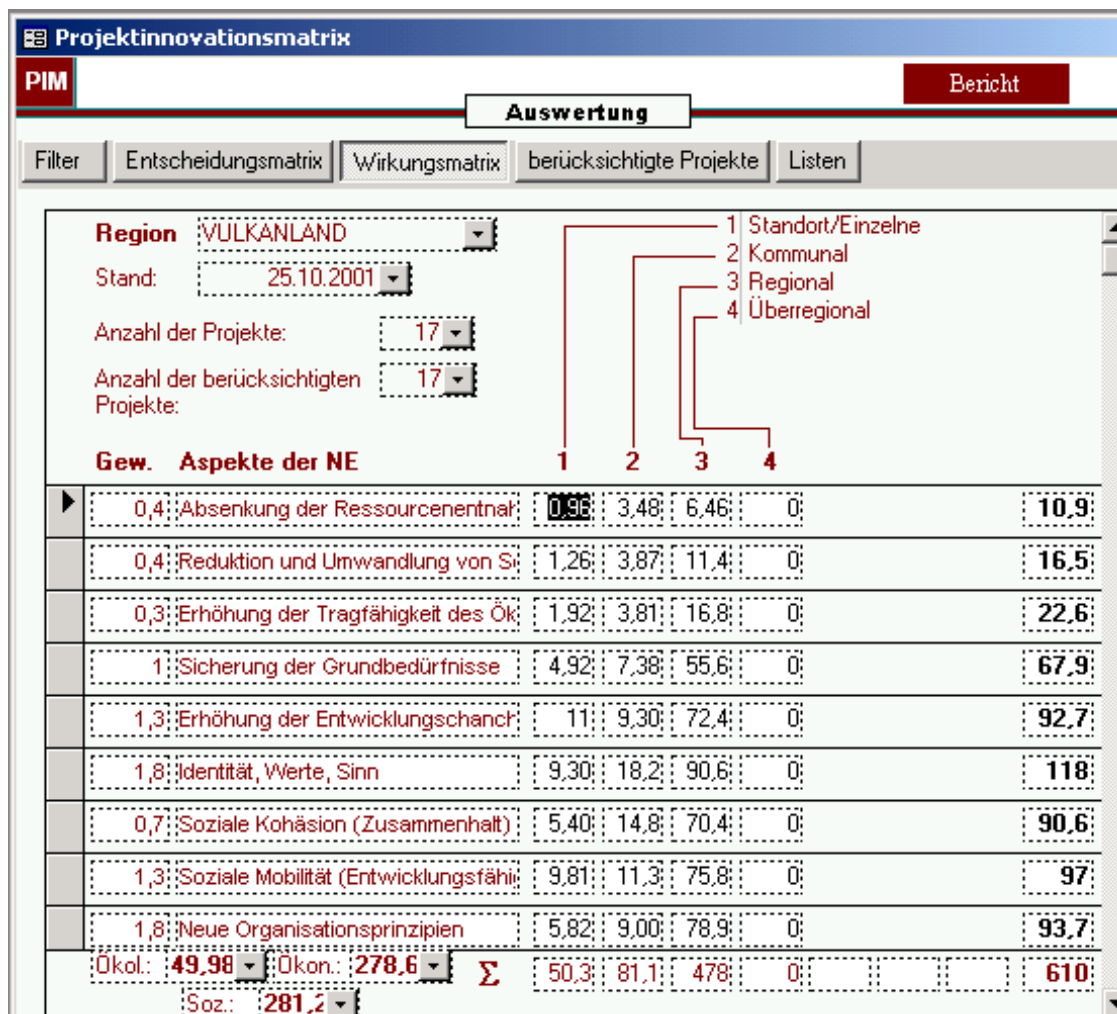 Projektinnovationsmatrix
PIM
Bericht
Auswertung
Filter Entscheidungsmatrix Wirkungsmatrix berücksichtigte Projekte Listen
Region VULKANLAND
1 Standort/Einzelne
2 Kommunal
3 Regional
4 Überregional
Stand: 25.10.2001
Anzahl der Projekte: 17
Anzahl der berücksichtigten Projekte: 17
Gew. Aspekte der NE 1 2 3 4
0,4 Absenkung der Ressourcenentnah 0,96 3,48 6,46 0 10,9
0,4 Reduktion und Umwandlung von Sc 1,26 3,87 11,4 0 16,5
0,3 Erhöhung der Tragfähigkeit des Ök 1,92 3,81 16,8 0 22,6
1 Sicherung der Grundbedürfnisse 4,92 7,38 55,6 0 67,9
1,3 Erhöhung der Entwicklungschanch 11 9,30 72,4 0 92,7
1,8 Identität, Werte, Sinn 9,30 18,2 90,6 0 118
0,7 Soziale Kohäsion (Zusammenhalt) 5,40 14,8 70,4 0 90,6
1,3 Soziale Mobilität (Entwicklungsfähig 9,81 11,3 75,8 0 97
1,8 Neue Organisationsprinzipien 5,82 9,00 78,9 0 93,7
Ökol.: 49,98 Ökon.: 278,6 Σ 50,3 81,1 478 0 610
Soz.: 281,2